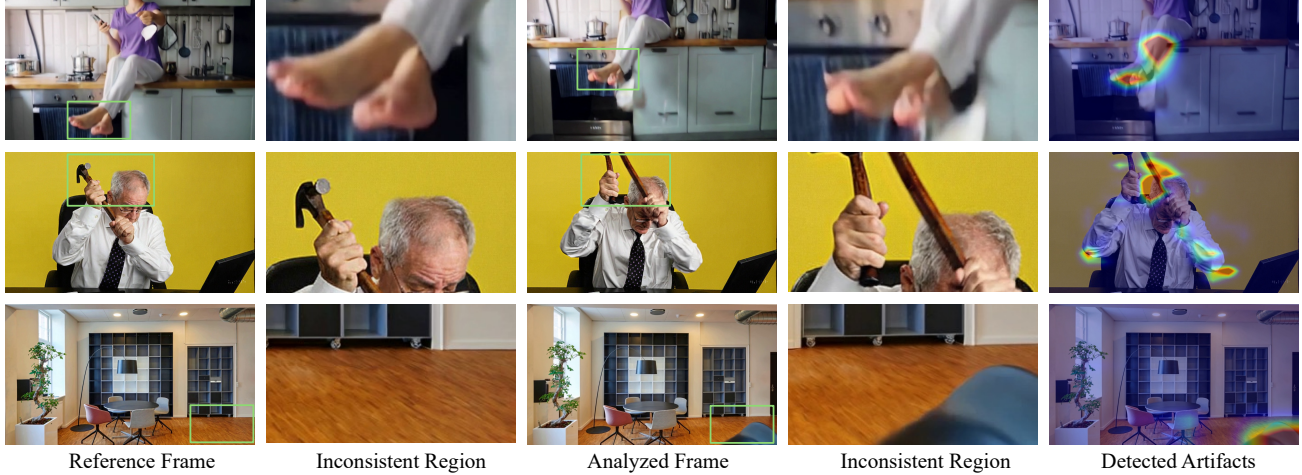 Reference Frame
Inconsistent Region
Analyzed Frame
Inconsistent Region
Detected Artifacts